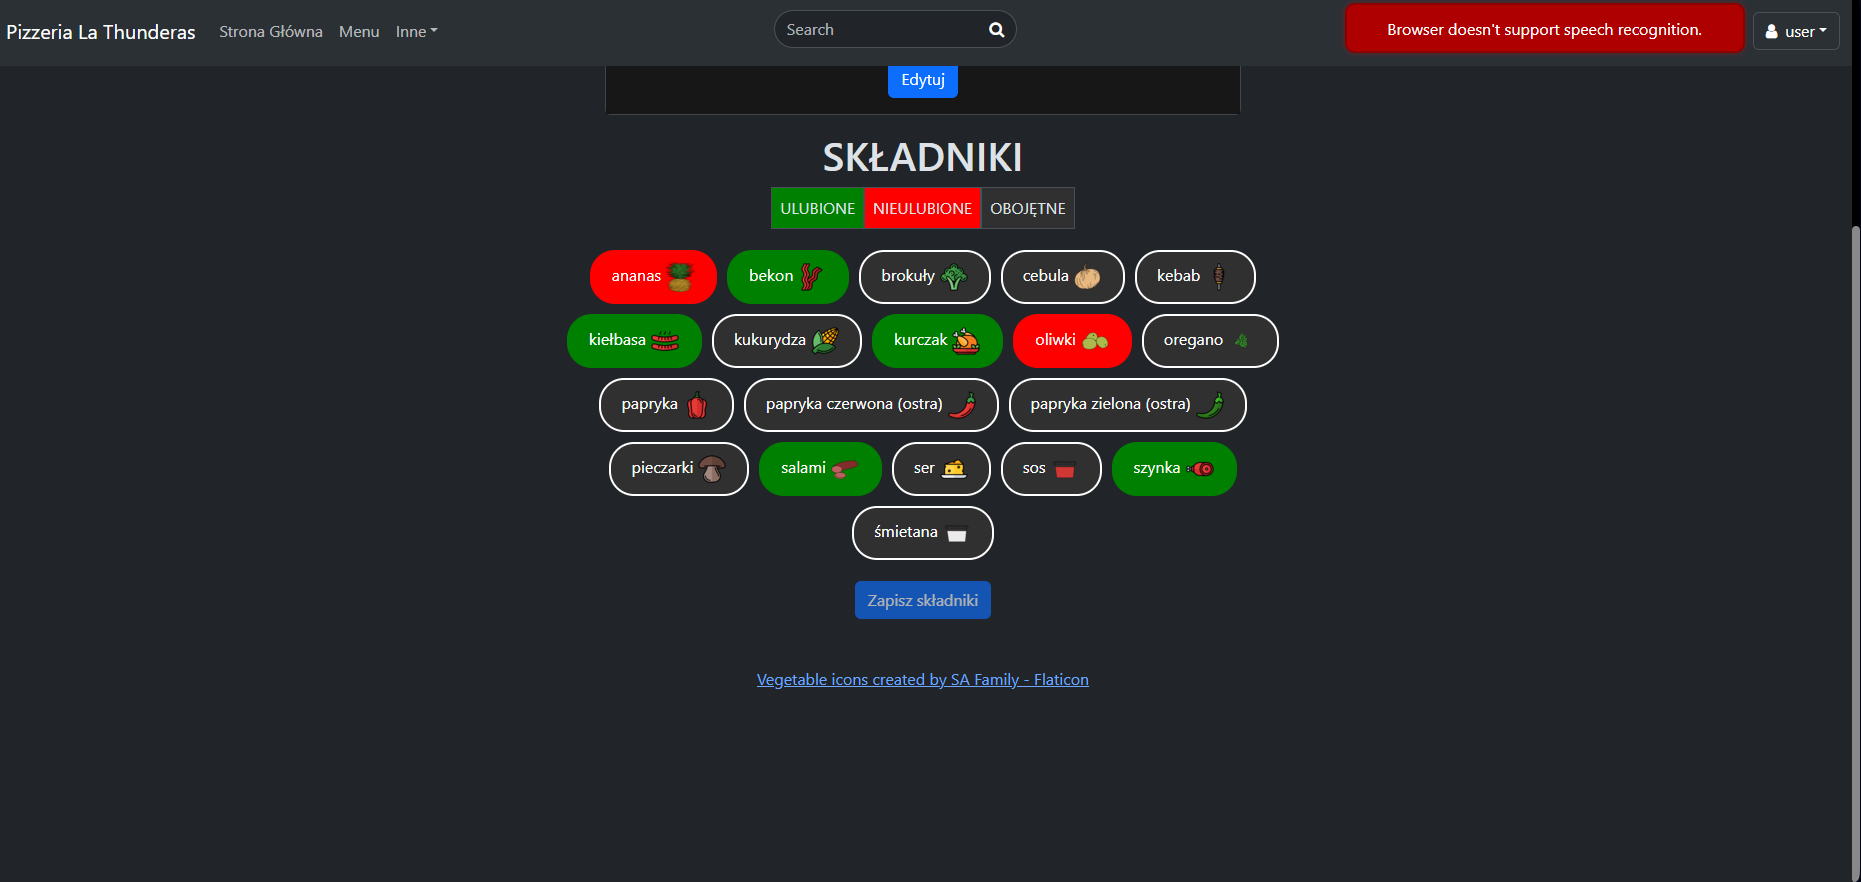 Pizzeria La Thunderas Strona Główna Menu Inne Search Browser doesn't support speech recognition. user
Edytuj
SKŁADNIKI
ULUBIONE NIEULUBIONE OBOJĘTNE
ananas bekon brokuły cebula kebab
kiełbasa kukurydza kurczak oliwki oregano
papryka papryka czerwona (ostra) papryka zielona (ostra)
pieczarki salami ser sos szynka
śmietana
Zapisz składniki
Vegetable icons created by SA Family - Flaticon